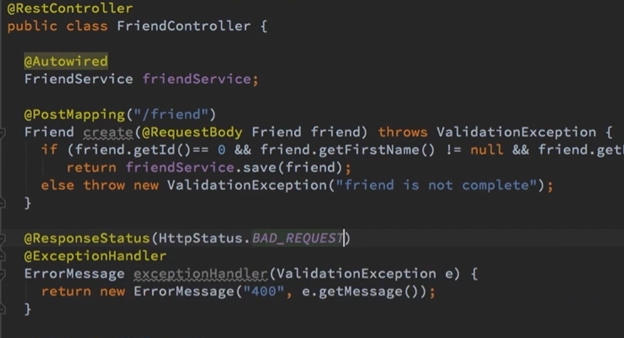 @RestController
public class FriendController {
@Autowired
FriendService friendService;
@PostMapping("/friend")
Friend create(@RequestBody Friend friend) throws ValidationException {
if (friend.getId()== 0 && friend.getFirstName() != null && friend.get
return friendService.save(friend);
else throw new ValidationException("friend is not complete");
}
@ResponseStatus(HttpStatus.BAD_REQUEST)
@ExceptionHandler
ErrorMessage exceptionHandler(ValidationException e) {
return new ErrorMessage("400", e.getMessage());
}